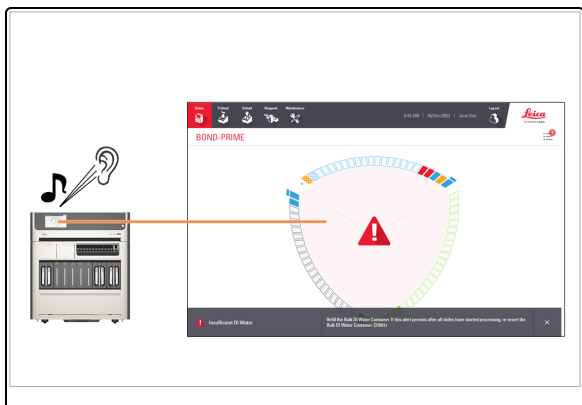 Status Preload Unload Reagents Maintenance
9:43 AM | 06/Dec/2022 | Jane Doe
Log out
Leica
BIOSYSTEMS
BOND-PRIME
Insufficient DI Water
Refill the Bulk DI Water Container. If this alert persists after all slides have started processing, re-insert the
Bulk DI Water Container. (21001)